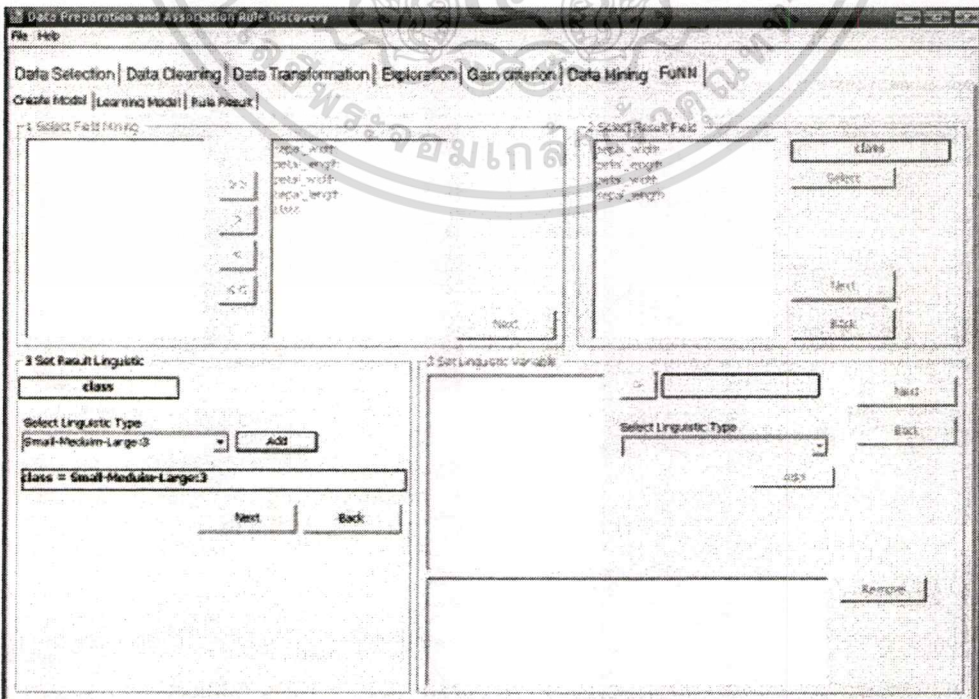 Data Preparation and Association Rule Discovery
File Help
Data Selection Data Cleaning Data Transformation Exploration Gain criterion Data Mining FuNN
Create Model Learning Model Rule Result
1 Select Field Mining
sepal_width
petal_length
petal_width
sepal_length
class
>>
>
<
<<
Next
2 Select Result Field
sepal_width
petal_length
petal_width
sepal_length
class
Select
Next
Back
3 Set Result Linguistic
class
Select Linguistic Type
Small-Meduim-Large:3
Add
class = Small-Meduim-Large:3
Next Back
3 Set Linguistic Variable
>
Select Linguistic Type
Add
Next
Back
Remove